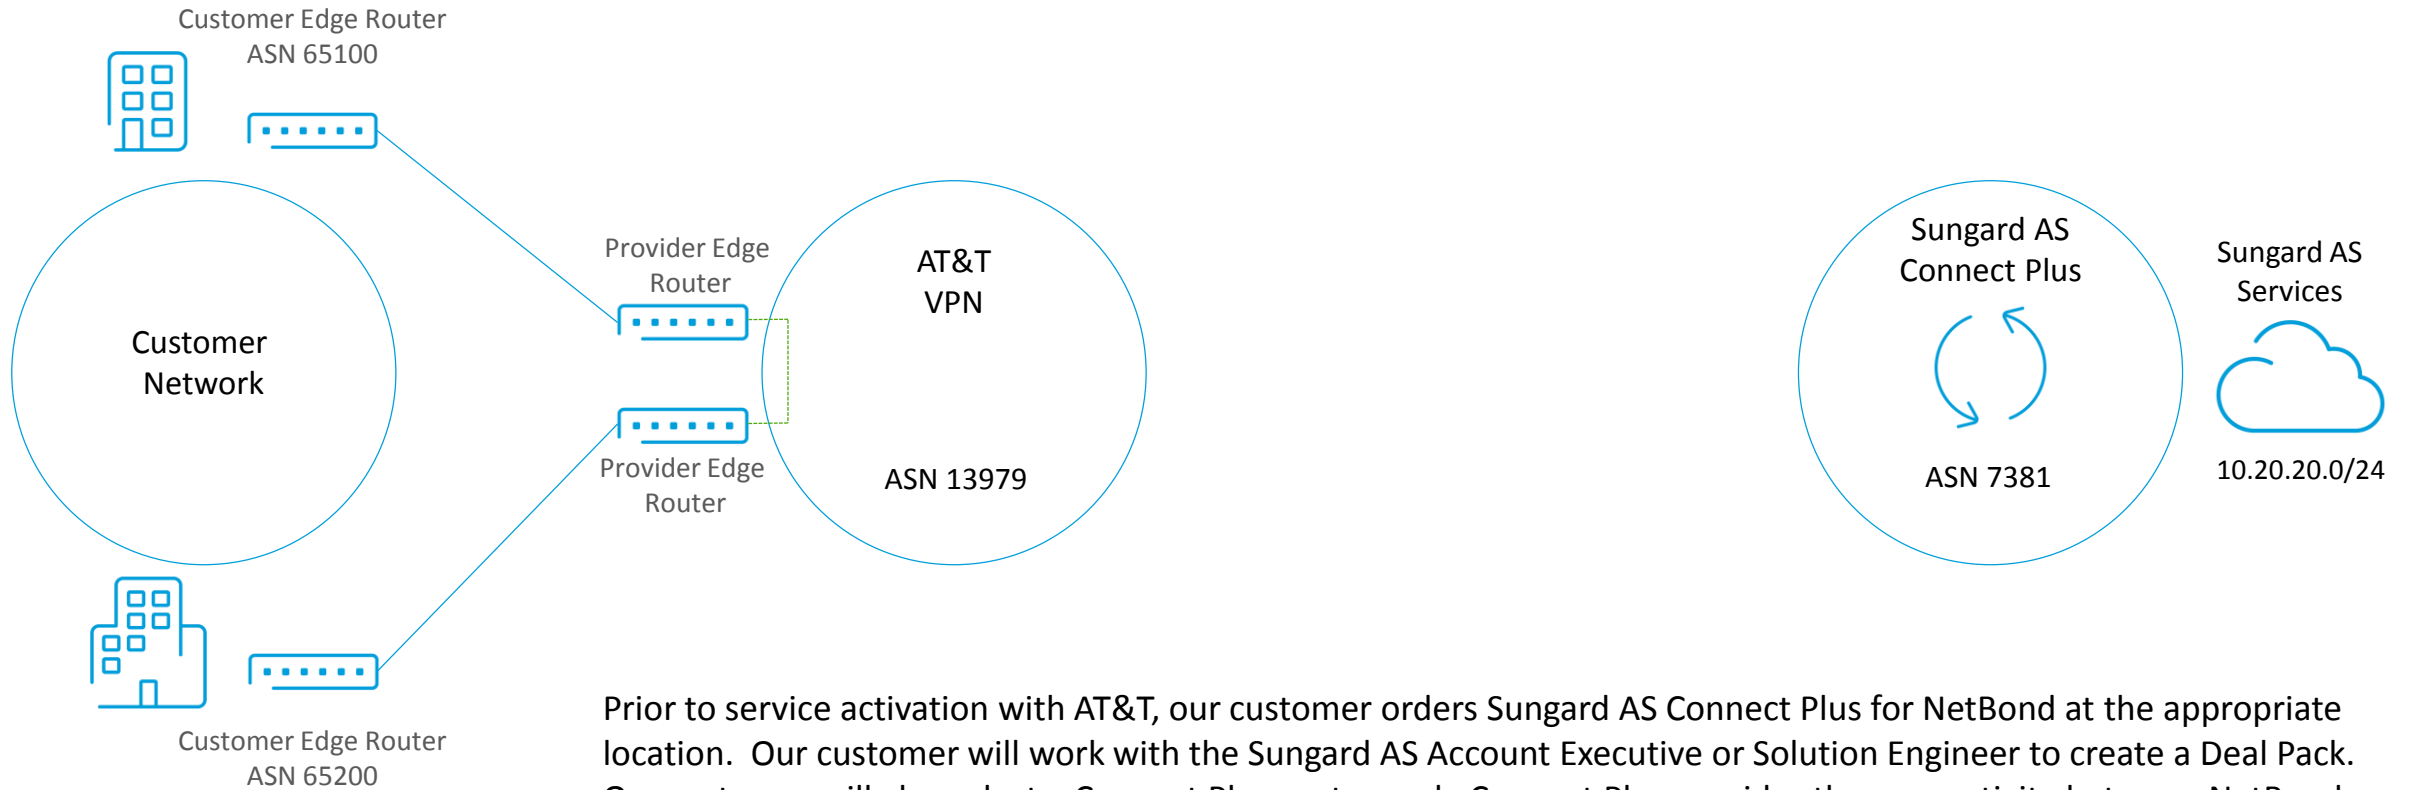 Customer Edge Router
ASN 65100
Customer
Network
Customer Edge Router
ASN 65200
Provider Edge
Router
Provider Edge
Router
AT&T
VPN
ASN 13979
Sungard AS
Connect Plus
ASN 7381
Sungard AS
Services
10.20.20.0/24
Prior to service activation with AT&T, our customer orders Sungard AS Connect Plus for NetBond at the appropriate
location.  Our customer will work with the Sungard AS Account Executive or Solution Engineer to create a Deal Pack.